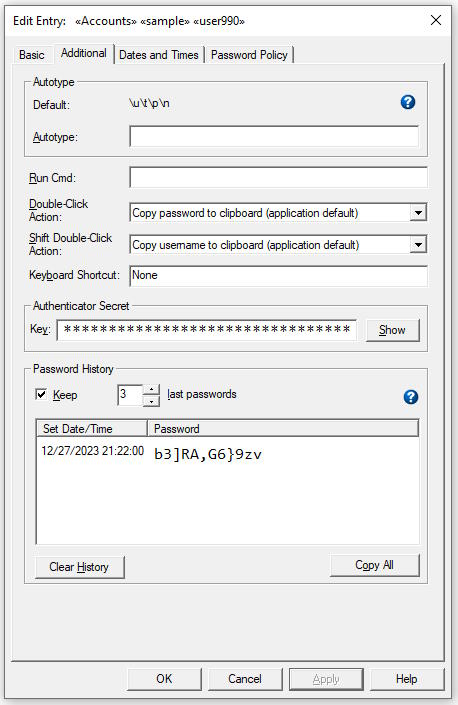 Edit Entry: «Accounts» «sample» «user990»
Basic Additional Dates and Times Password Policy
Autotype
Default: \u\t\p\n
Autotype:
Run Cmd:
Double-Click Action: Copy password to clipboard (application default)
Shift Double-Click Action: Copy username to clipboard (application default)
Keyboard Shortcut: None
Authenticator Secret
Key: ******************************** Show
Password History
Keep 3 last passwords
Set Date/Time Password
12/27/2023 21:22:00 b3]RA,G6}9zv
Clear History Copy All
OK Cancel Apply Help